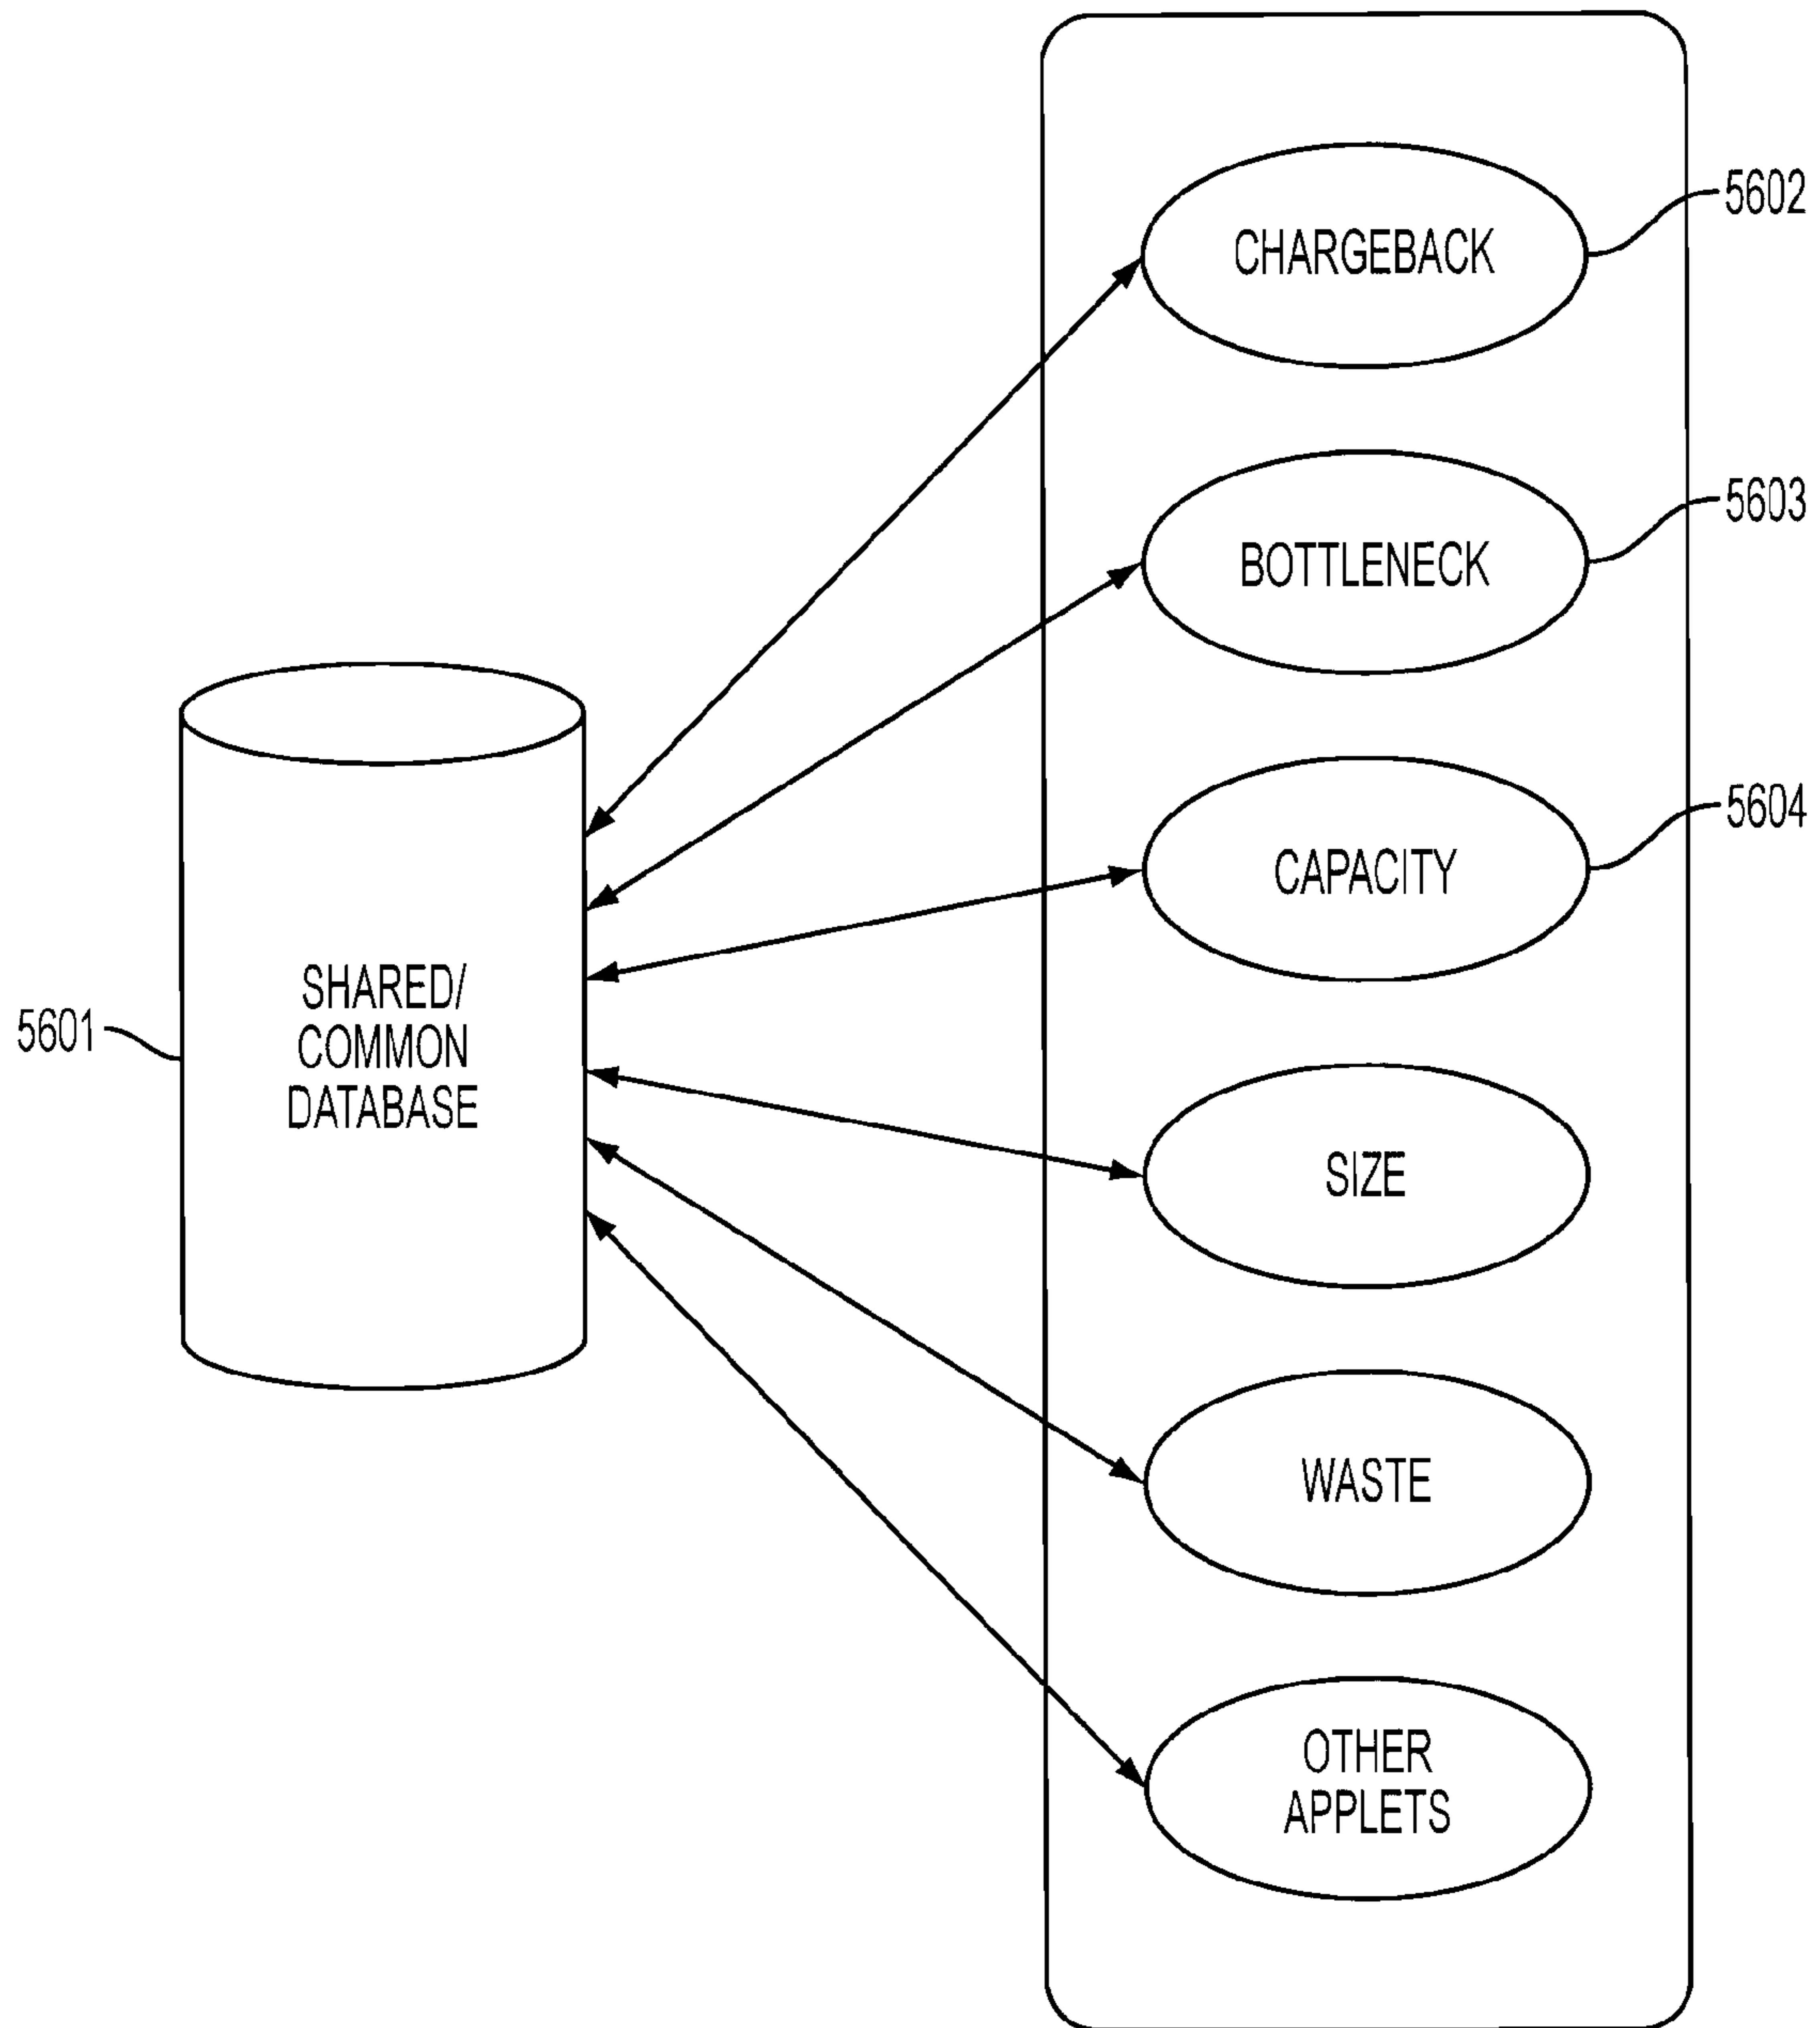 CHARGEBACK
5602
BOTTLENECK
5603
CAPACITY
5604
5601
SHARED/
COMMON
DATABASE
SIZE
WASTE
OTHER
APPLETS